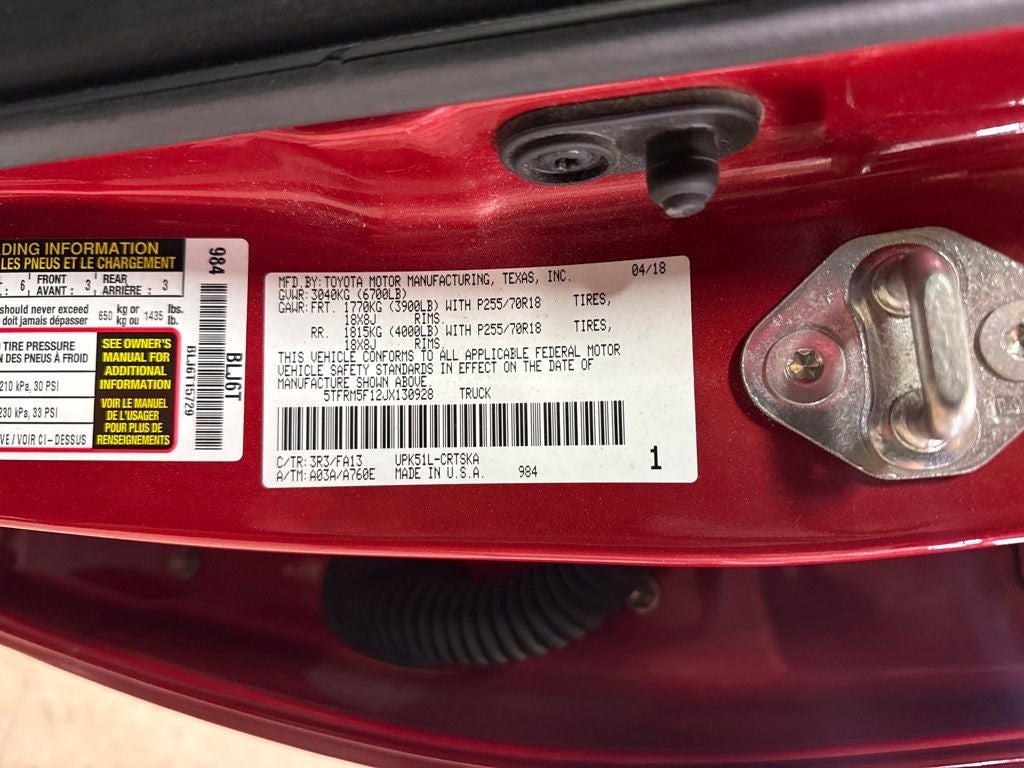 DING INFORMATION
LES PNEUS ET LE CHARGEMENT
: 6 FRONT AVANT : 3 REAR ARRIÈRE : 3
should never exceed
doit jamais dépasser
650 kg or kg ou 1435 lbs. lb.
TIRE PRESSURE
N DES PNEUS À FROID
210 kPa, 30 PSI
230 kPa, 33 PSI
VE / VOIR CI-DESSUS
SEE OWNER'S
MANUAL FOR
ADDITIONAL
INFORMATION
VOIR LE MANUEL
DE L'USAGER
POUR PLUS DE
RENSEIGNEMENTS
984
BLJ6T15729
BLJ6T
MFD.BY:TOYOTA MOTOR MANUFACTURING, TEXAS, INC. 04/18
GVWR:3040KG (6700LB)
GAWR:FRT. 1770KG (3900LB) WITH P255/70R18 TIRES,
18X8J RIMS.
RR. 1815KG (4000LB) WITH P255/70R18 TIRES,
18X8J RIMS.
THIS VEHICLE CONFORMS TO ALL APPLICABLE FEDERAL MOTOR
VEHICLE SAFETY STANDARDS IN EFFECT ON THE DATE OF
MANUFACTURE SHOWN ABOVE.
5TFRM5F12JX130928 TRUCK
C/TR:3R3/FA13 UPK51L-CRTSKA
A/TM:A03A/A760E MADE IN U.S.A. 984 1